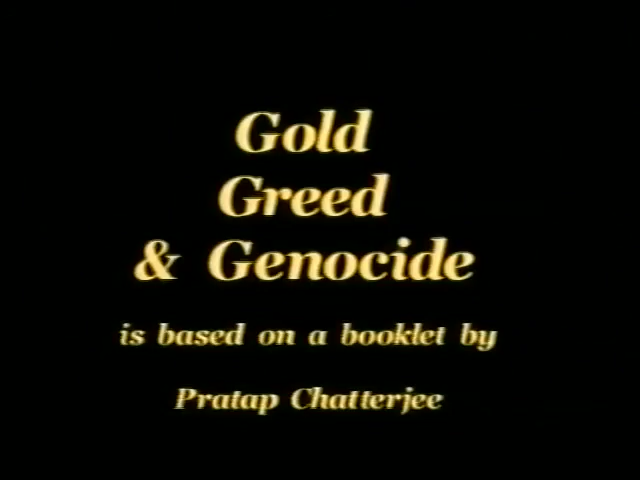 Gold
Greed
& Genocide
is based on a booklet by
Pratap Chatterjee